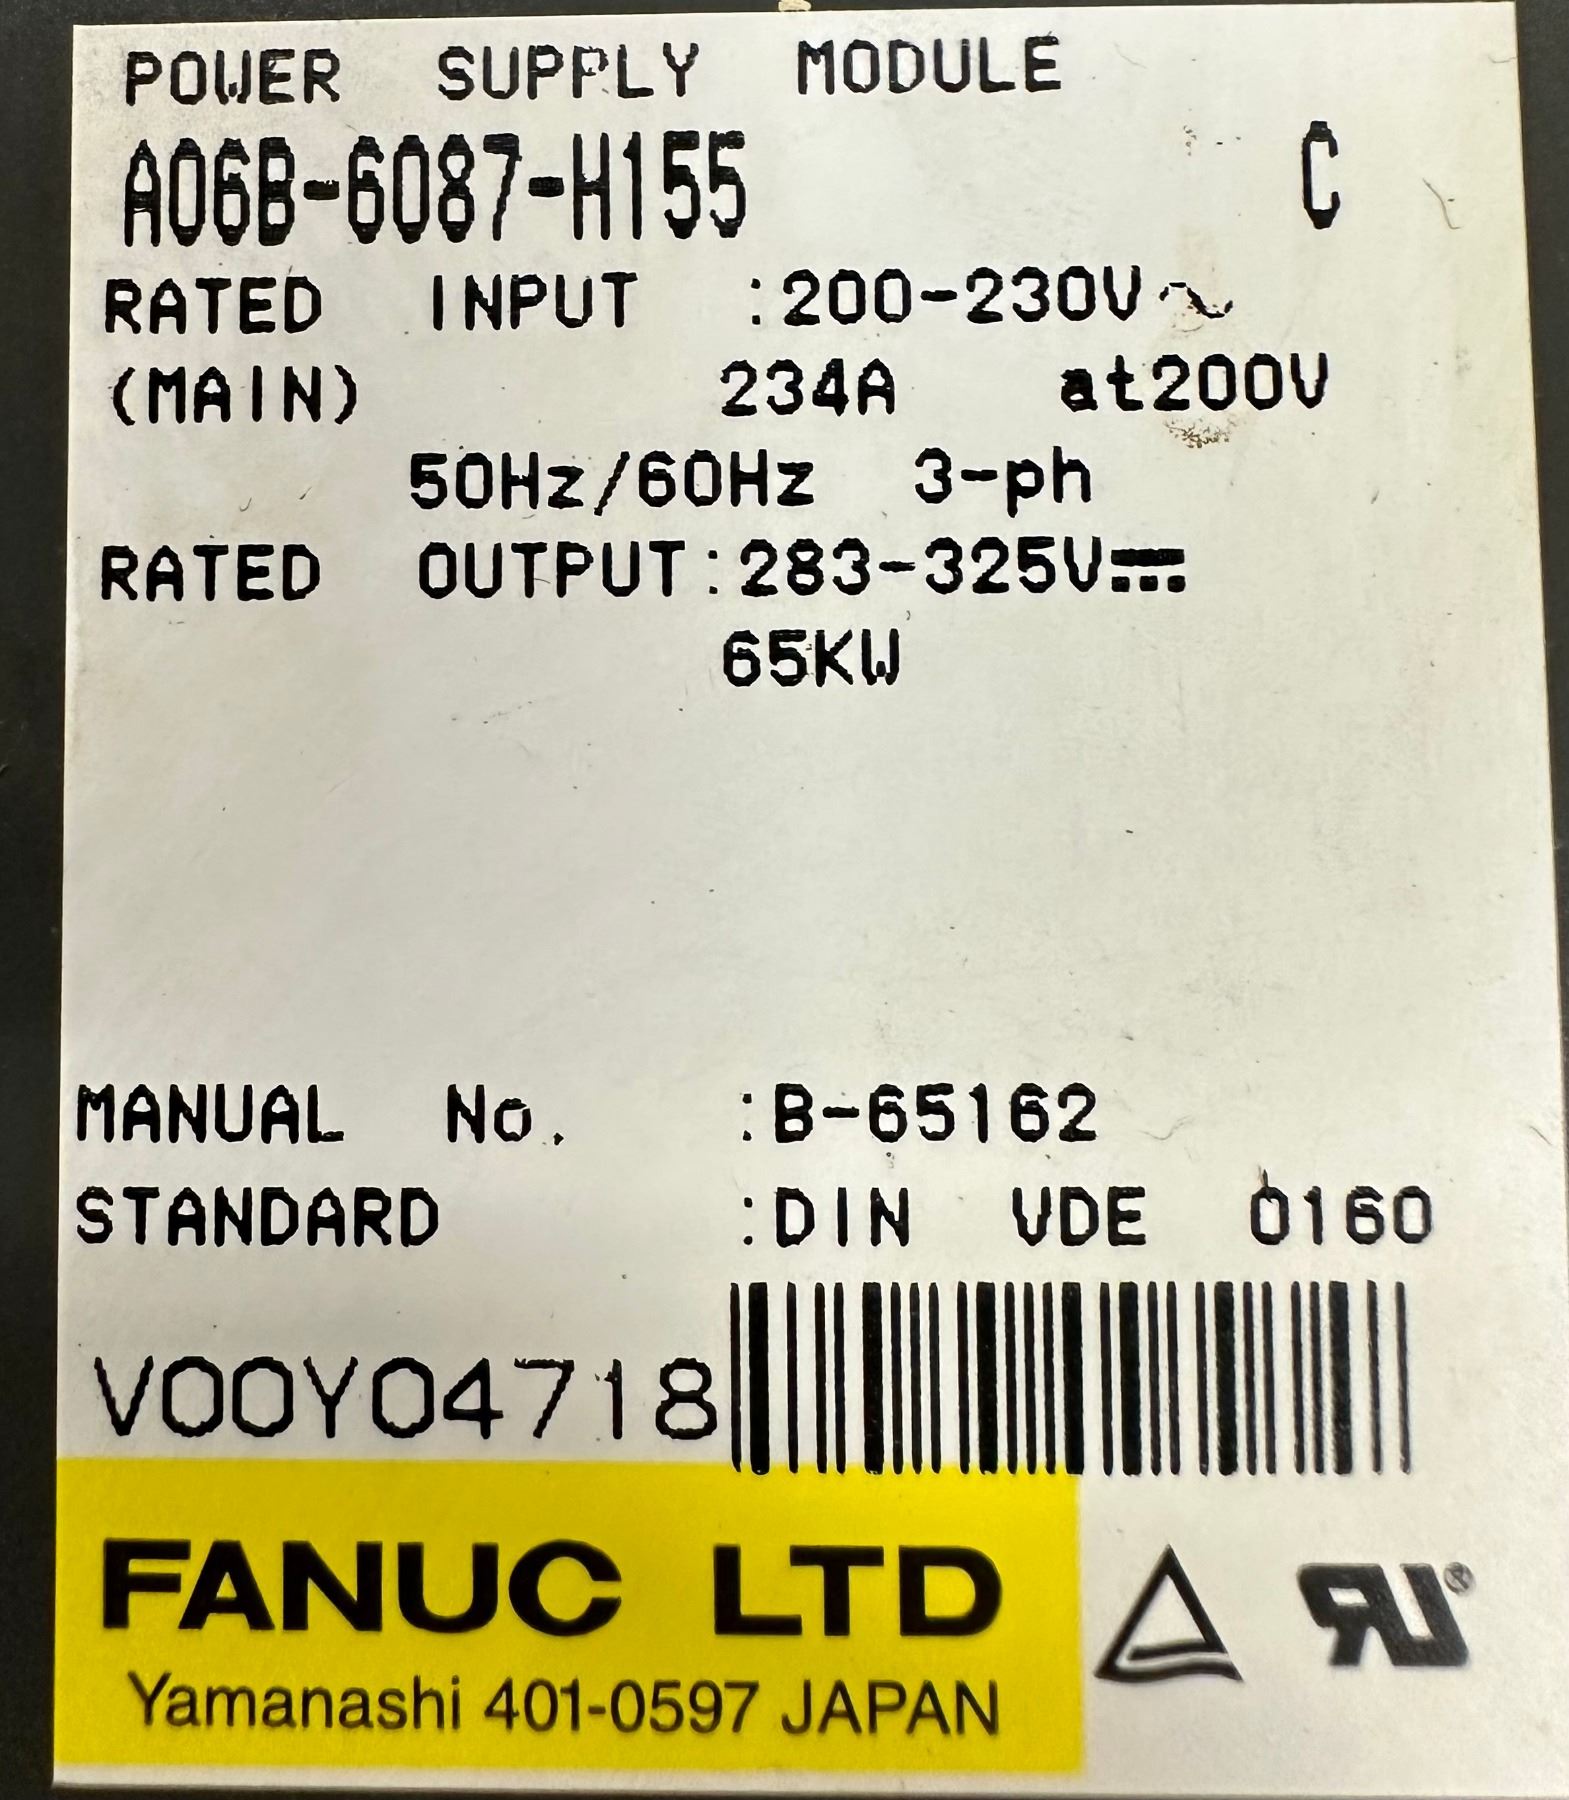 POWER SUPPLY MODULE
A06B-6087-H155 C
RATED INPUT :200-230V~
(MAIN) 234A at200V
50Hz/60Hz 3-ph
RATED OUTPUT:283-325V⎓
65KW
MANUAL No. :B-65162
STANDARD :DIN VDE 0160
V00Y04718
FANUC LTD
Yamanashi 401-0597 JAPAN
RU®